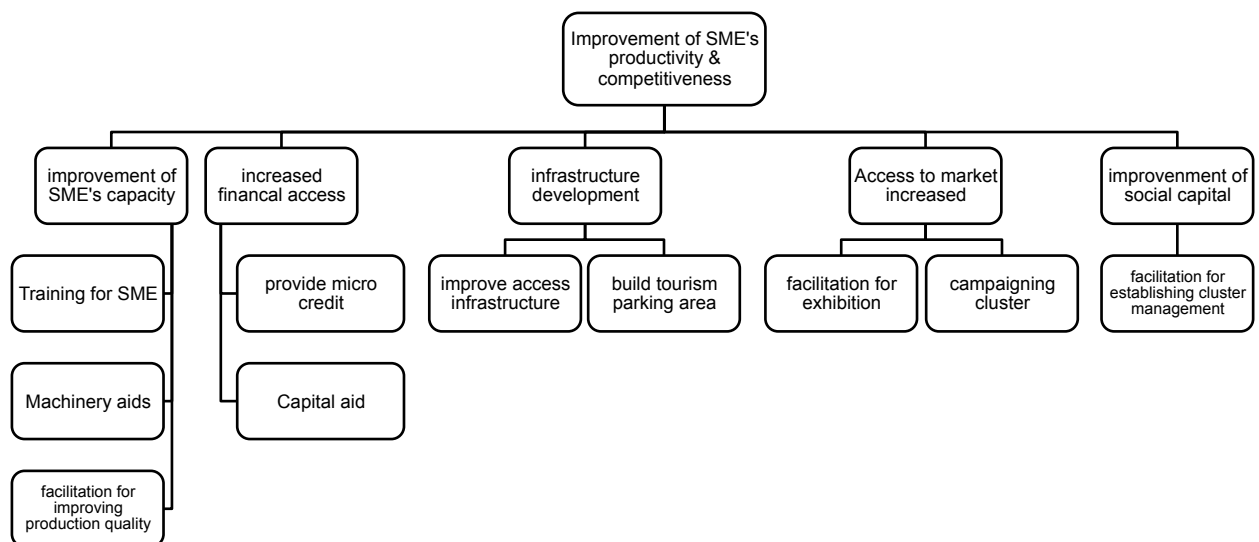 Improvement of SME's
productivity &
competitiveness
improvement of
SME's capacity
increased
financal access
infrastructure
development
Access to market
increased
improvenment of
social capital
Training for SME
provide micro
credit
improve access
infrastructure
build tourism
parking area
facilitation for
exhibition
campaigning
cluster
facilitation for
establishing cluster
management
Machinery aids
Capital aid
facilitation for
improving
production quality